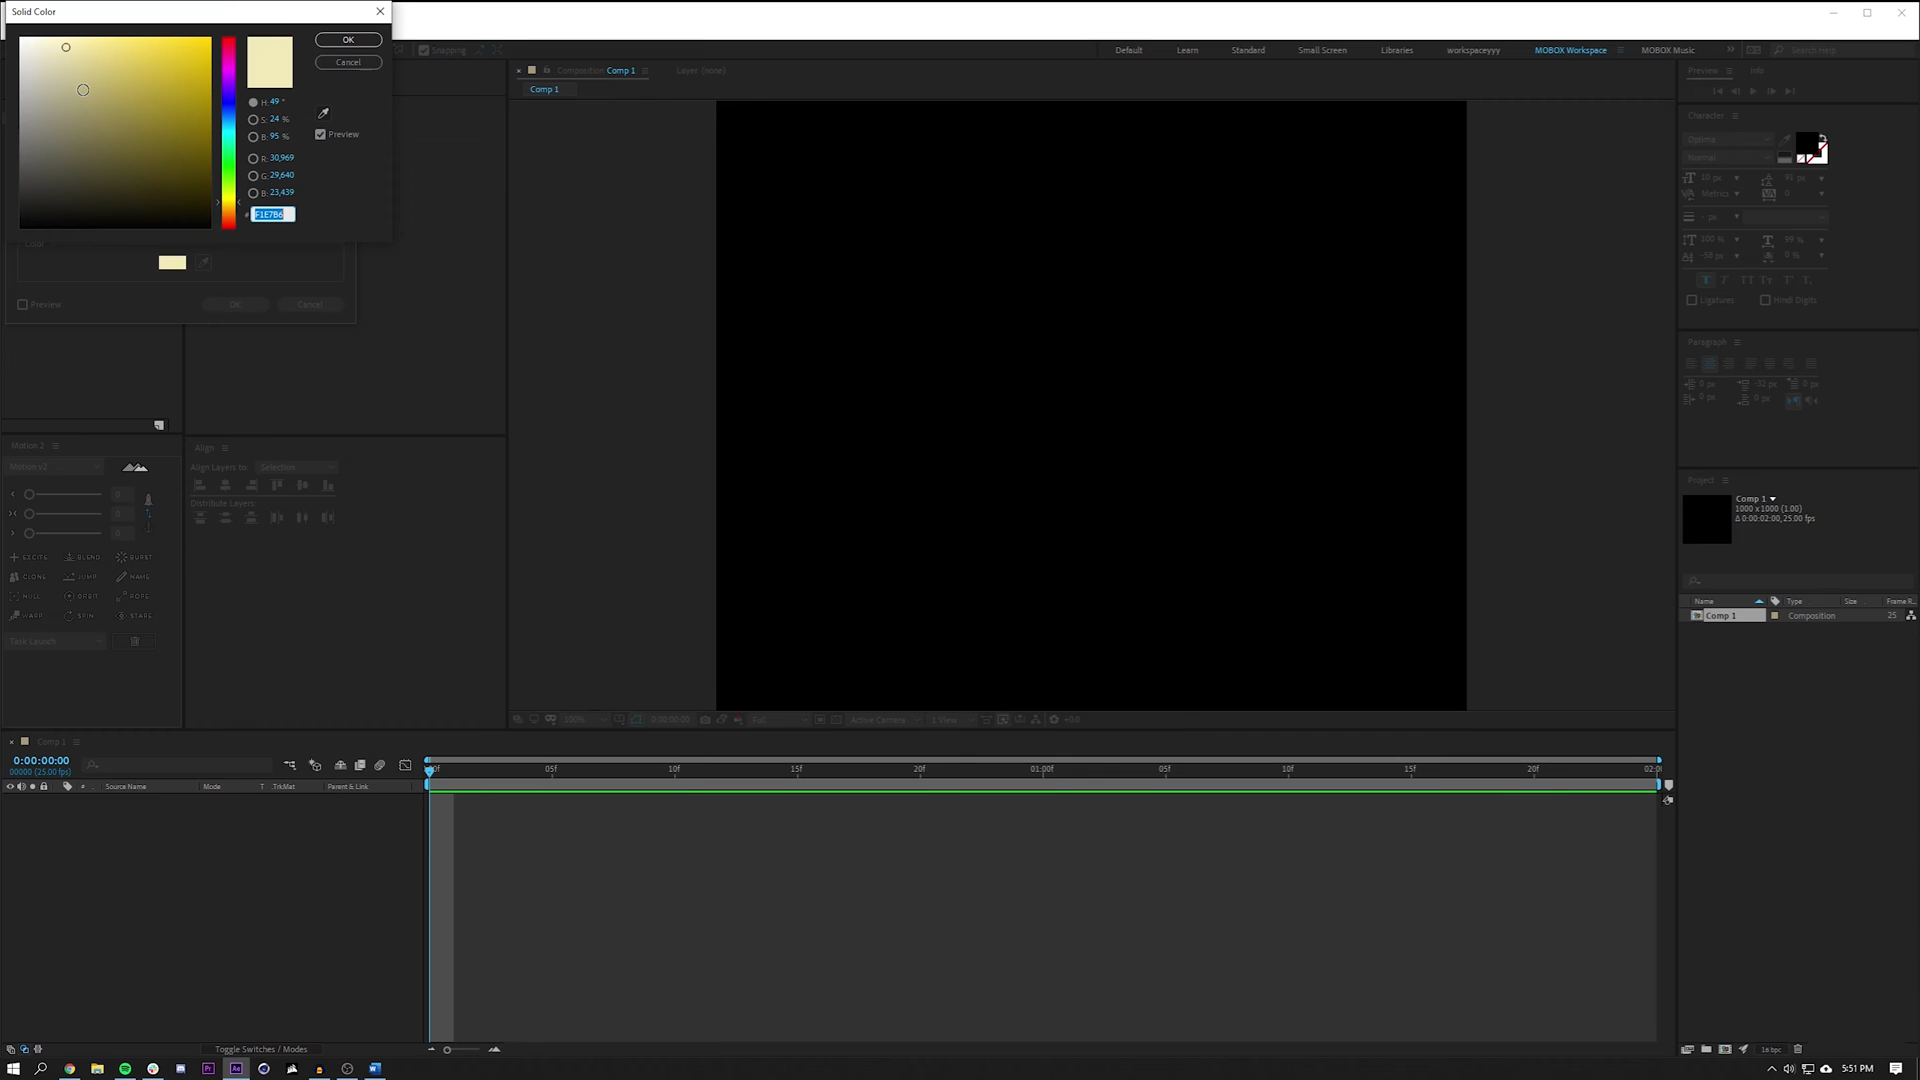 Solid Color
OK
Cancel
H: 49 °
S: 24 %
B: 95 %
Preview
R: 30,969
G: 29,640
B: 23,439
# F1E7B6
Color
Preview
OK
Cancel
Snapping
Default
Learn
Standard
Small Screen
Libraries
workspaceyyy
MOBOX Workspace
MOBOX Music
Search Help
Composition Comp 1
Layer (none)
Comp 1
Preview
Info
Character
Optima
Normal
10 px
91 px
Metrics
0
- px
100 %
99 %
-58 px
0 %
T T TT Tt T' T,
Ligatures
Hindi Digits
Paragraph
0 px
-32 px
0 px
0 px
0 px
Motion 2
Motion v2
0
0
0
EXCITE
BLEND
BURST
CLONE
JUMP
NAME
NULL
ORBIT
ROPE
WARP
SPIN
STARE
Task Launch
Align
Align Layers to:
Selection
Distribute Layers:
100%
0:00:00:00
Full
Active Camera
1 View
+0.0
Project
Comp 1
1000 x 1000 (1.00)
Δ 0:00:02:00, 25.00 fps
Name
Type
Size
Frame R...
Comp 1
Composition
25
16 bpc
Comp 1
0:00:00:00
00000 (25.00 fps)
# Source Name
Mode
T .TrkMat
Parent & Link
05f
10f
15f
20f
01:00f
05f
10f
15f
20f
Toggle Switches / Modes
Pr
Ae
5:51 PM